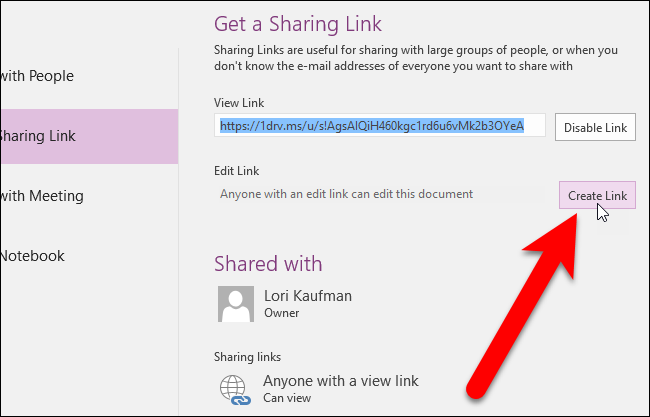 Get a Sharing Link
Sharing Links are useful for sharing with large groups of people, or when you
don't know the e-mail addresses of everyone you want to share with
with People
View Link
https://1drv.ms/u/s!AgsAlQiH460kgc1rd6u6vMk2b3OYeA
Disable Link
Sharing Link
Edit Link
Anyone with an edit link can edit this document
Create Link
with Meeting
Notebook
Shared with
Lori Kaufman
Owner
Sharing links
Anyone with a view link
Can view